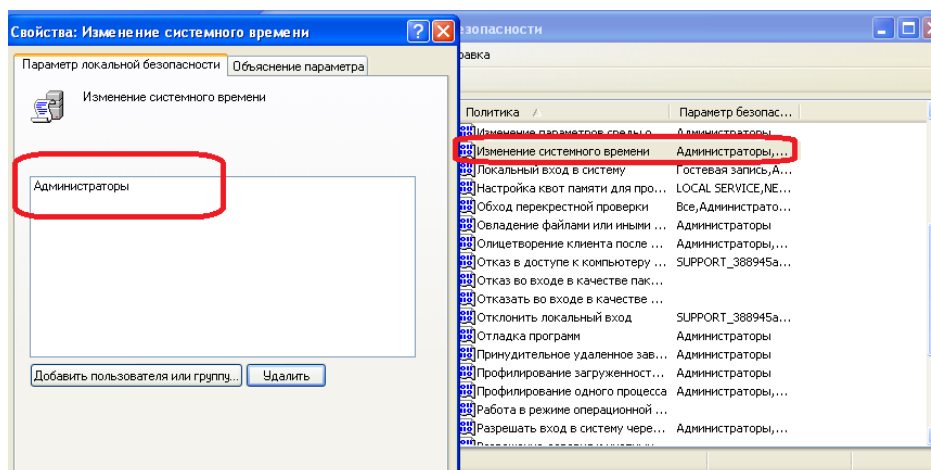 Свойства: Изменение системного времени
Параметр локальной безопасности Объяснение параметра
Изменение системного времени
Администраторы
Добавить пользователя или группу... Удалить
езопасности
равка
Политика Параметр безопас...
Изменение параметров среды о... Администраторы
Изменение системного времени Администраторы,...
Локальный вход в систему Гостевая запись,А...
Настройка квот памяти для про... LOCAL SERVICE,NE...
Обход перекрестной проверки Все,Администрато...
Овладение файлами или иными ... Администраторы
Олицетворение клиента после ... Администраторы,...
Отказ в доступе к компьютеру ... SUPPORT_388945a...
Отказ во входе в качестве пак...
Отказать во входе в качестве ...
Отклонить локальный вход SUPPORT_388945a...
Отладка программ Администраторы
Принудительное удаленное зав... Администраторы
Профилирование загруженност... Администраторы
Профилирование одного процесса Администраторы,...
Работа в режиме операционной ...
Разрешать вход в систему чере... Администраторы,...